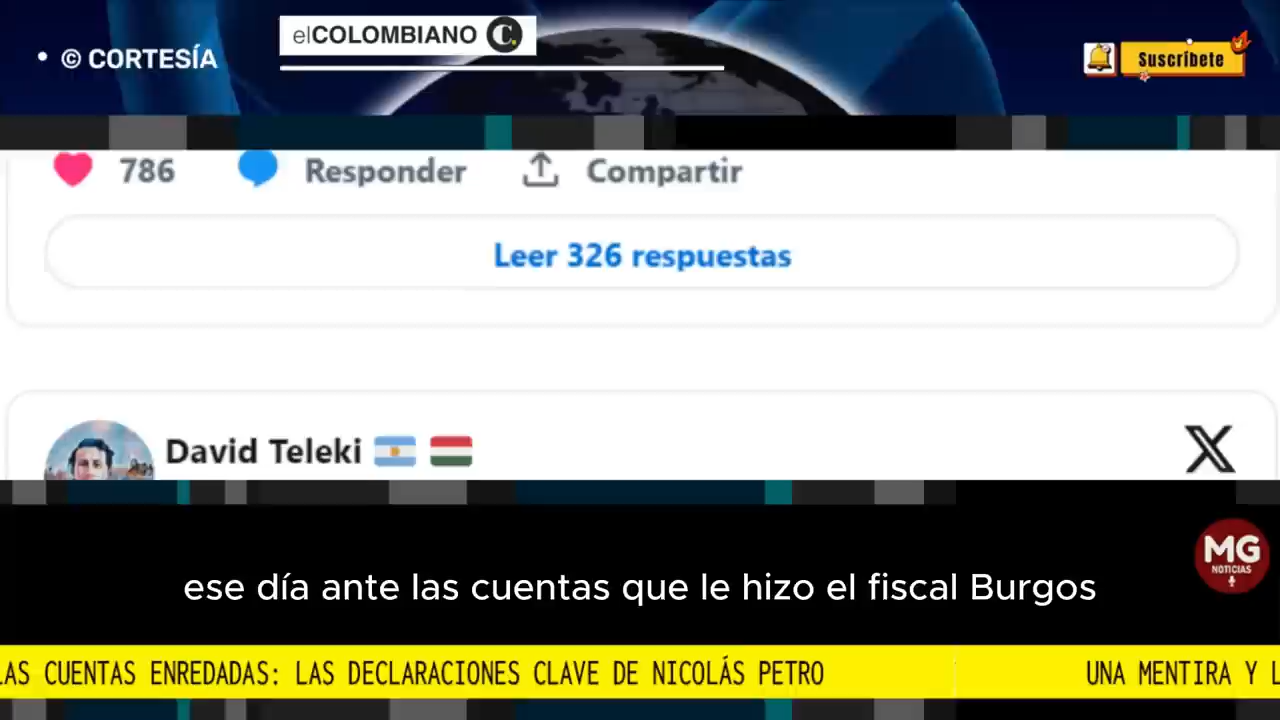 elCOLOMBIANO C.
• © CORTESÍA
Suscríbete
786 Responder Compartir
Leer 326 respuestas
David Teleki
X
MG
NOTICIAS
ese día ante las cuentas que le hizo el fiscal Burgos
LAS CUENTAS ENREDADAS: LAS DECLARACIONES CLAVE DE NICOLÁS PETRO UNA MENTIRA Y L